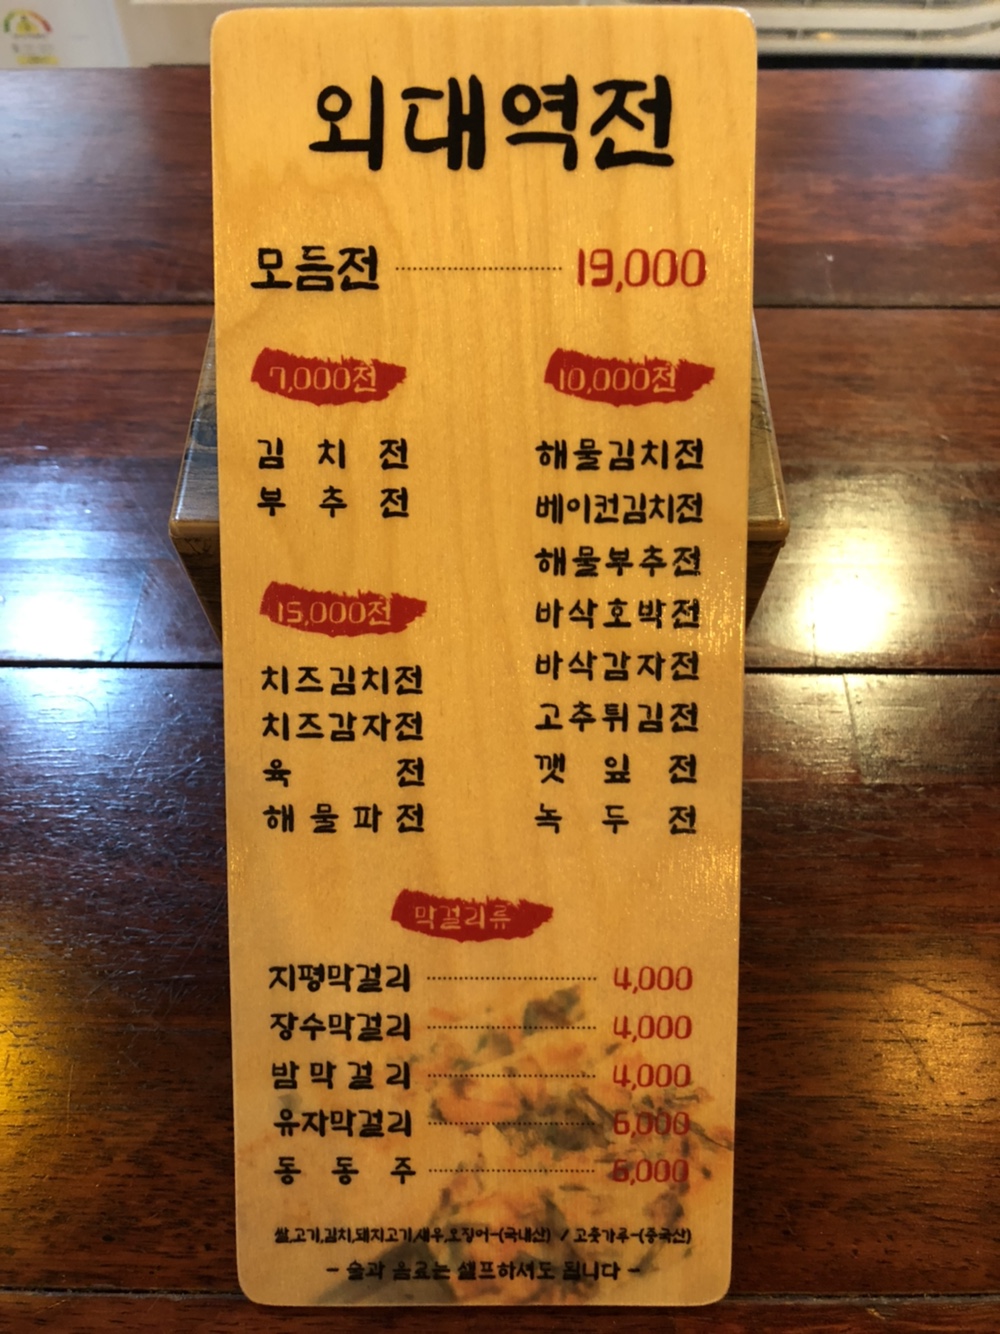 외대역전
모듬전 19,000
7,000전
김치전
부추전
15,000전
치즈김치전
치즈감자전
육전
해물파전
10,000전
해물김치전
베이컨김치전
해물부추전
바삭호박전
바삭감자전
고추튀김전
깻잎전
녹두전
막걸리류
지평막걸리 4,000
장수막걸리 4,000
밤막걸리 4,000
유자막걸리 6,000
동동주 6,000
쌀,고기,김치,돼지고기,새우,오징어-(국내산) / 고춧가루-(중국산)
- 술과 음료는 셀프하셔도 됩니다 -